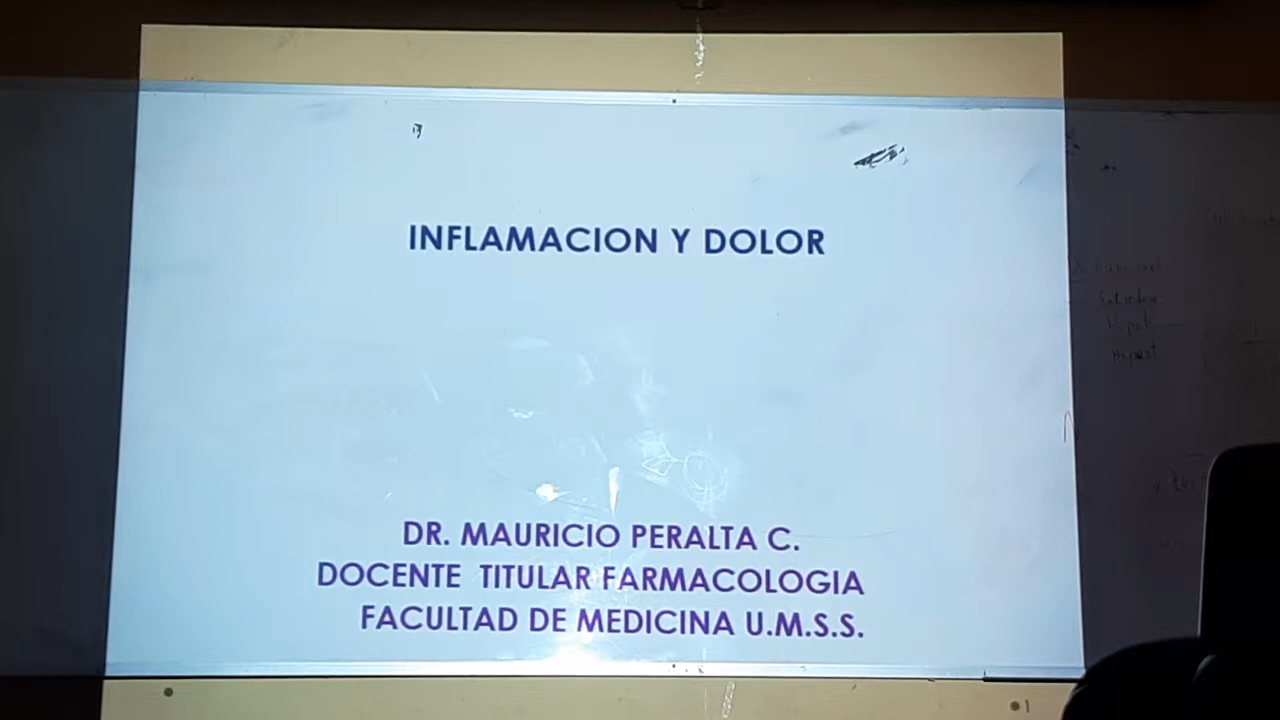 INFLAMACION Y DOLOR
DR. MAURICIO PERALTA C.
DOCENTE TITULAR FARMACOLOGIA
FACULTAD DE MEDICINA U.M.S.S.